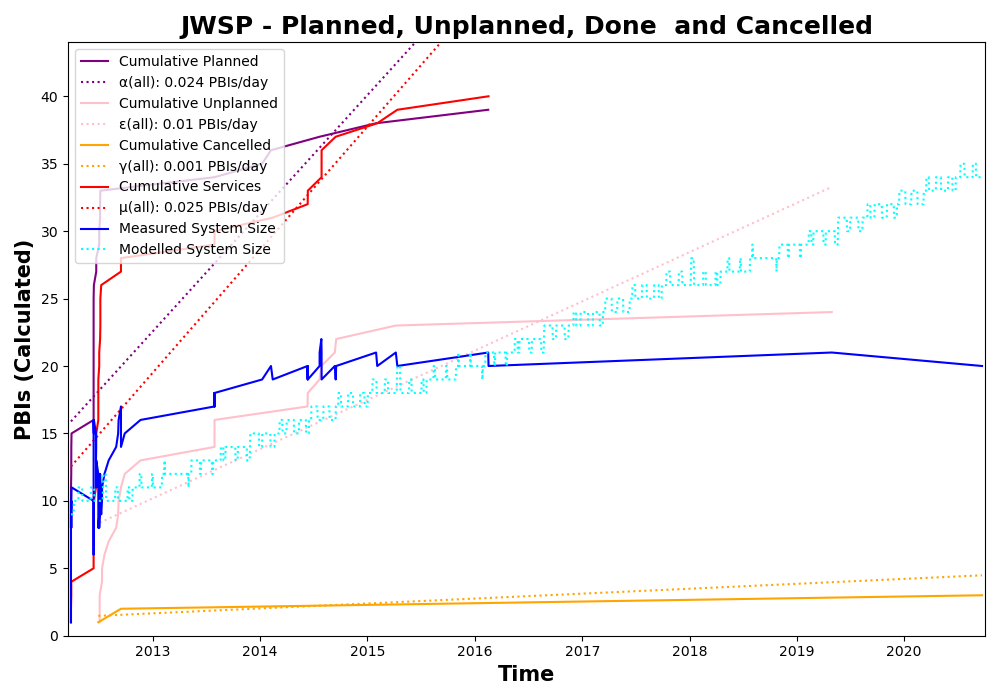 JWSP - Planned, Unplanned, Done  and Cancelled
Cumulative Planned
α(all): 0.024 PBIs/day
Cumulative Unplanned
ε(all): 0.01 PBIs/day
Cumulative Cancelled
γ(all): 0.001 PBIs/day
Cumulative Services
μ(all): 0.025 PBIs/day
Measured System Size
Modelled System Size
PBIs (Calculated)
40
35
30
25
20
15
10
5
0
2013 2014 2015 2016 2017 2018 2019 2020
Time